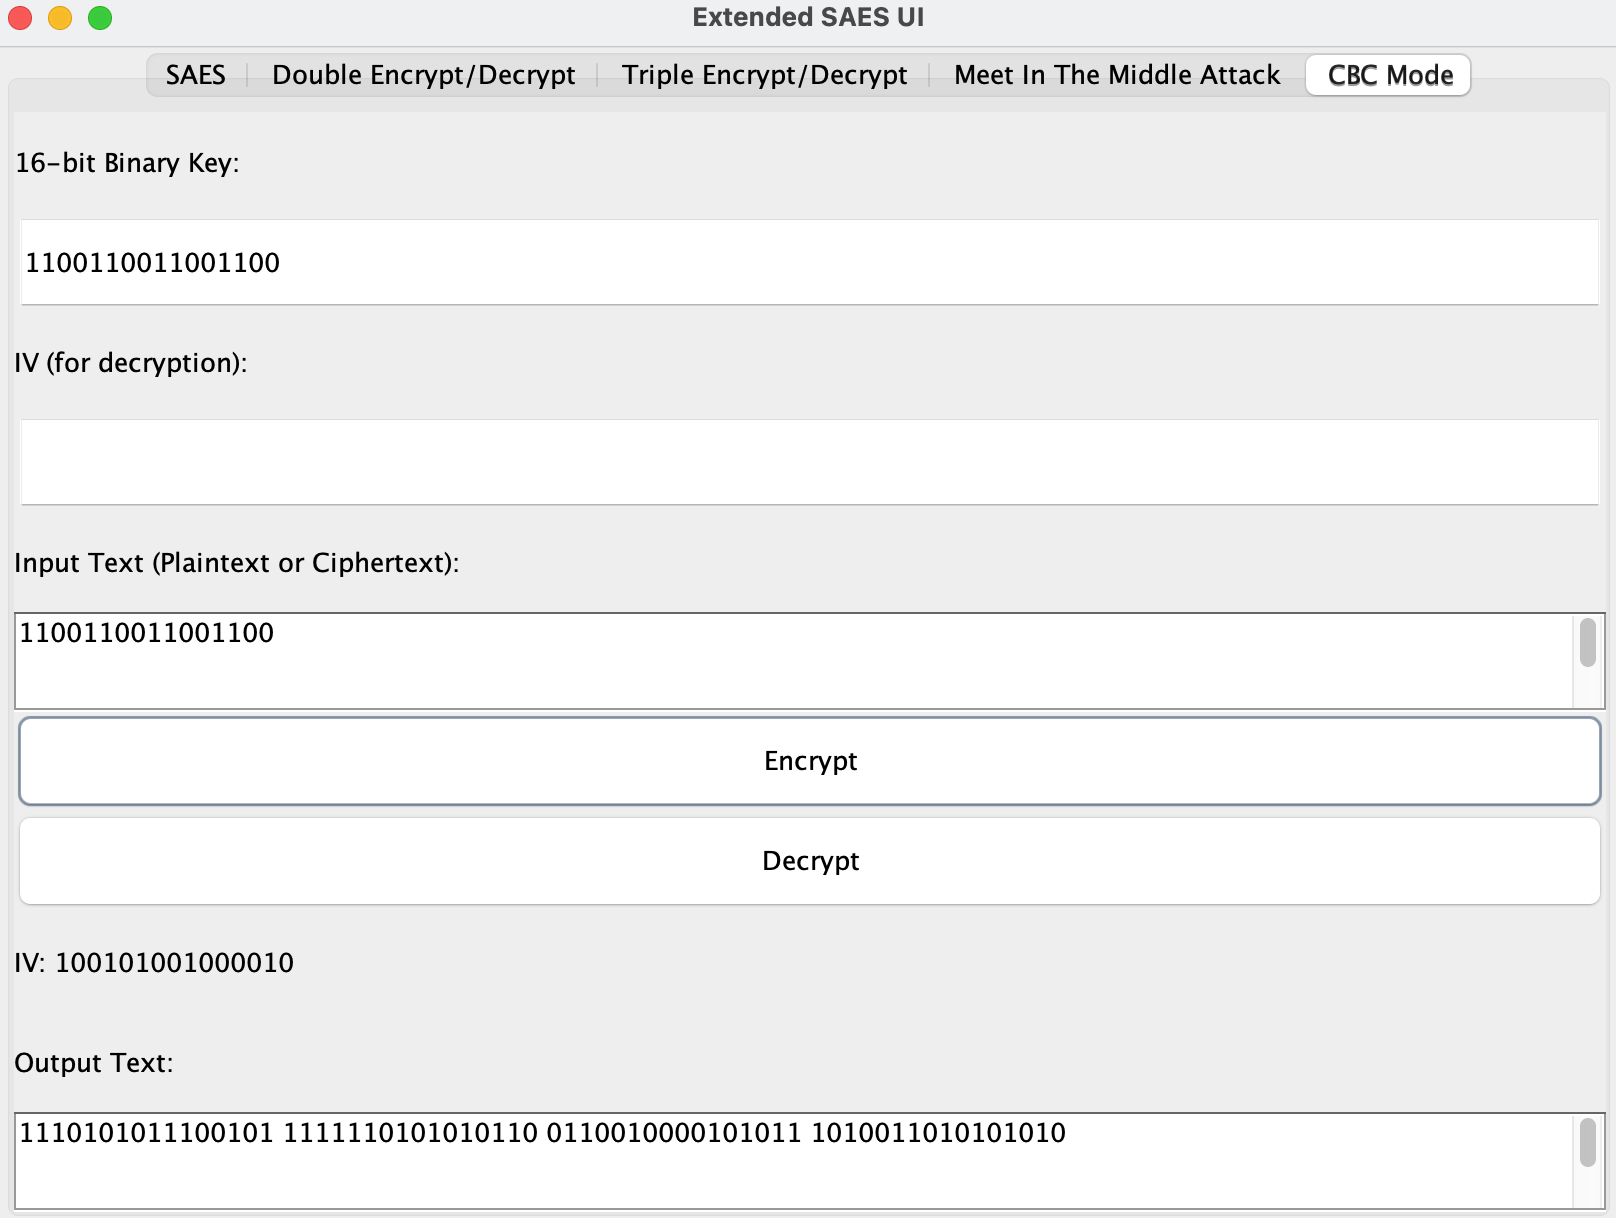 Extended SAES UI
SAES Double Encrypt/Decrypt Triple Encrypt/Decrypt Meet In The Middle Attack CBC Mode
16-bit Binary Key:
1100110011001100
IV (for decryption):
Input Text (Plaintext or Ciphertext):
1100110011001100
Encrypt
Decrypt
IV: 100101001000010
Output Text:
1110101011100101 1111110101010110 0110010000101011 1010011010101010